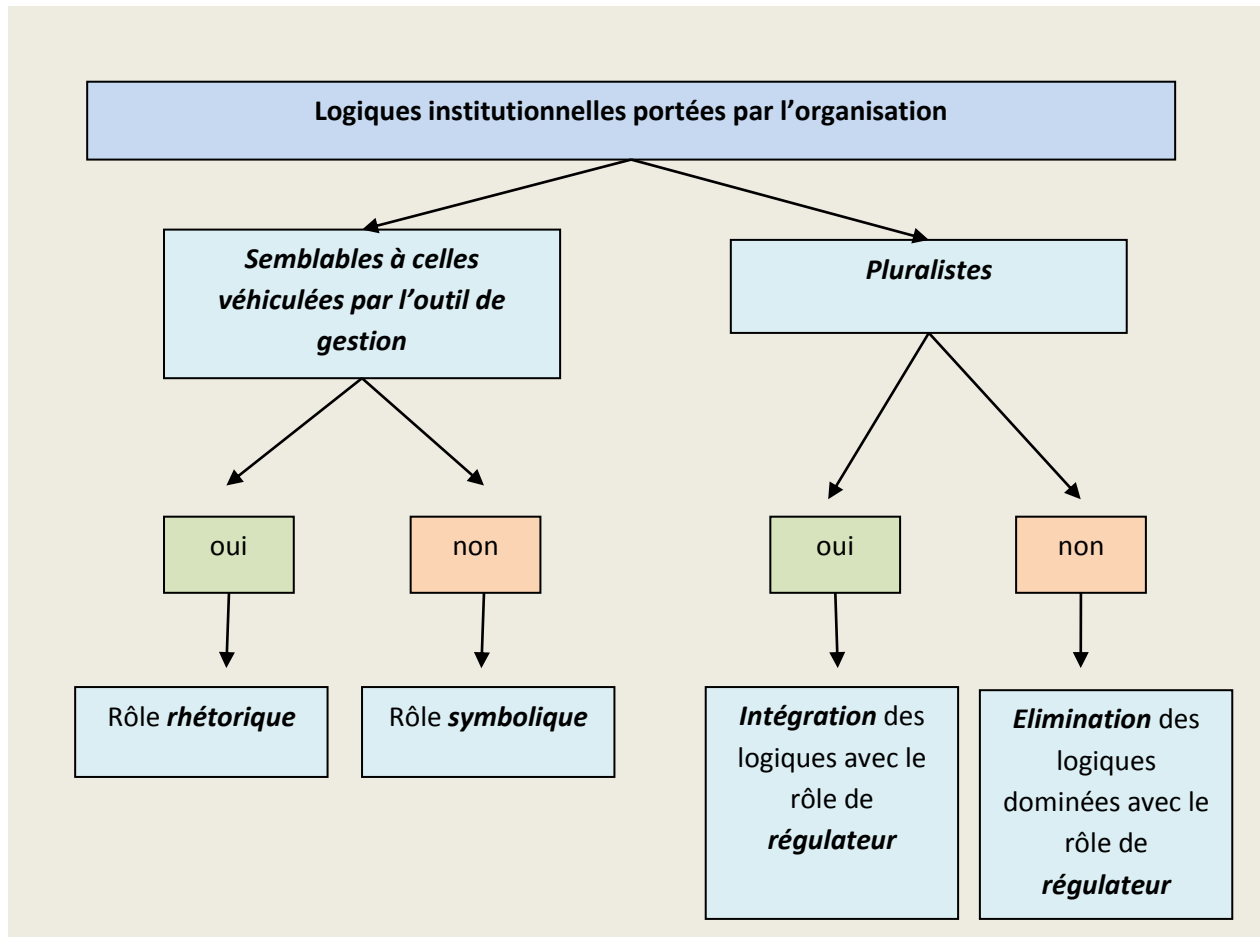 Logiques institutionnelles portées par l’organisation
Semblables à celles
véhiculées par l’outil de
gestion
Pluralistes
oui
non
oui
non
Rôle rhétorique
Rôle symbolique
Intégration des
logiques avec le
rôle de
régulateur
Elimination des
logiques
dominées avec le
rôle de
régulateur